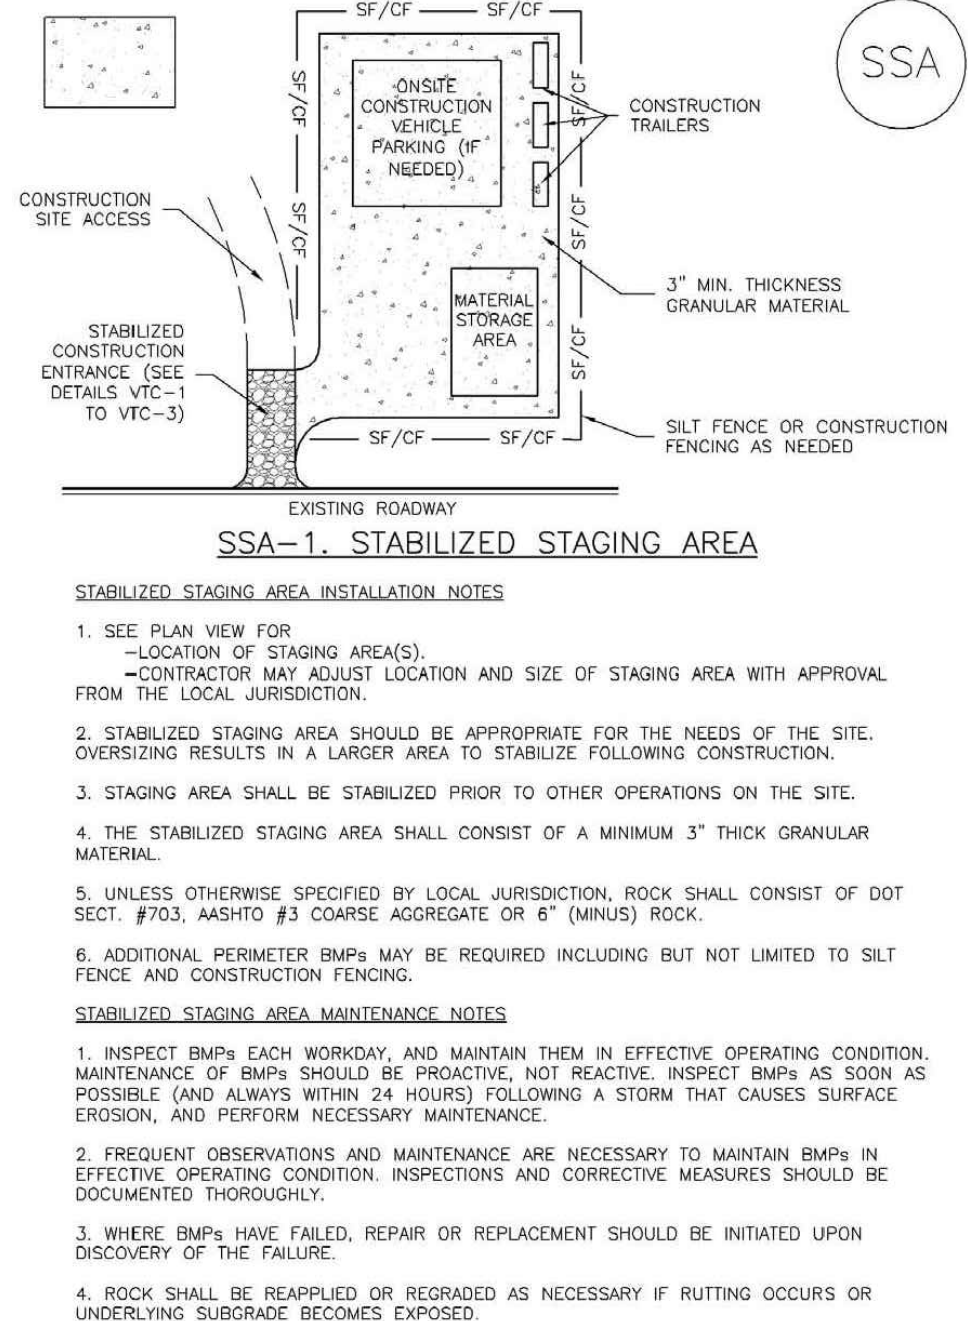 SF/CF
SF/CF
SSA
SF/CF
ONSITE
CONSTRUCTION
VEHICLE
PARKING (IF
NEEDED)
SF/CF
CONSTRUCTION
TRAILERS
CONSTRUCTION
SITE ACCESS
SF/CF
SF/CF
3" MIN. THICKNESS
GRANULAR MATERIAL
MATERIAL
STORAGE
AREA
STABILIZED
CONSTRUCTION
ENTRANCE (SEE
DETAILS VTC-1
TO VTC-3)
SF/CF
SILT FENCE OR CONSTRUCTION
FENCING AS NEEDED
SF/CF
SF/CF
EXISTING ROADWAY
SSA-1. STABILIZED STAGING AREA
STABILIZED STAGING AREA INSTALLATION NOTES
1. SEE PLAN VIEW FOR
-LOCATION OF STAGING AREA(S).
-CONTRACTOR MAY ADJUST LOCATION AND SIZE OF STAGING AREA WITH APPROVAL
FROM THE LOCAL JURISDICTION.
2. STABILIZED STAGING AREA SHOULD BE APPROPRIATE FOR THE NEEDS OF THE SITE.
OVERSIZING RESULTS IN A LARGER AREA TO STABILIZE FOLLOWING CONSTRUCTION.
3. STAGING AREA SHALL BE STABILIZED PRIOR TO OTHER OPERATIONS ON THE SITE.
4. THE STABILIZED STAGING AREA SHALL CONSIST OF A MINIMUM 3" THICK GRANULAR
MATERIAL.
5. UNLESS OTHERWISE SPECIFIED BY LOCAL JURISDICTION, ROCK SHALL CONSIST OF DOT
SECT. #703, AASHTO #3 COARSE AGGREGATE OR 6" (MINUS) ROCK.
6. ADDITIONAL PERIMETER BMPs MAY BE REQUIRED INCLUDING BUT NOT LIMITED TO SILT
FENCE AND CONSTRUCTION FENCING.
STABILIZED STAGING AREA MAINTENANCE NOTES
1. INSPECT BMPs EACH WORKDAY, AND MAINTAIN THEM IN EFFECTIVE OPERATING CONDITION.
MAINTENANCE OF BMPs SHOULD BE PROACTIVE, NOT REACTIVE. INSPECT BMPs AS SOON AS
POSSIBLE (AND ALWAYS WITHIN 24 HOURS) FOLLOWING A STORM THAT CAUSES SURFACE
EROSION, AND PERFORM NECESSARY MAINTENANCE.
2. FREQUENT OBSERVATIONS AND MAINTENANCE ARE NECESSARY TO MAINTAIN BMPs IN
EFFECTIVE OPERATING CONDITION. INSPECTIONS AND CORRECTIVE MEASURES SHOULD BE
DOCUMENTED THOROUGHLY.
3. WHERE BMPs HAVE FAILED, REPAIR OR REPLACEMENT SHOULD BE INITIATED UPON
DISCOVERY OF THE FAILURE.
4. ROCK SHALL BE REAPPLIED OR REGRADED AS NECESSARY IF RUTTING OCCURS OR
UNDERLYING SUBGRADE BECOMES EXPOSED.